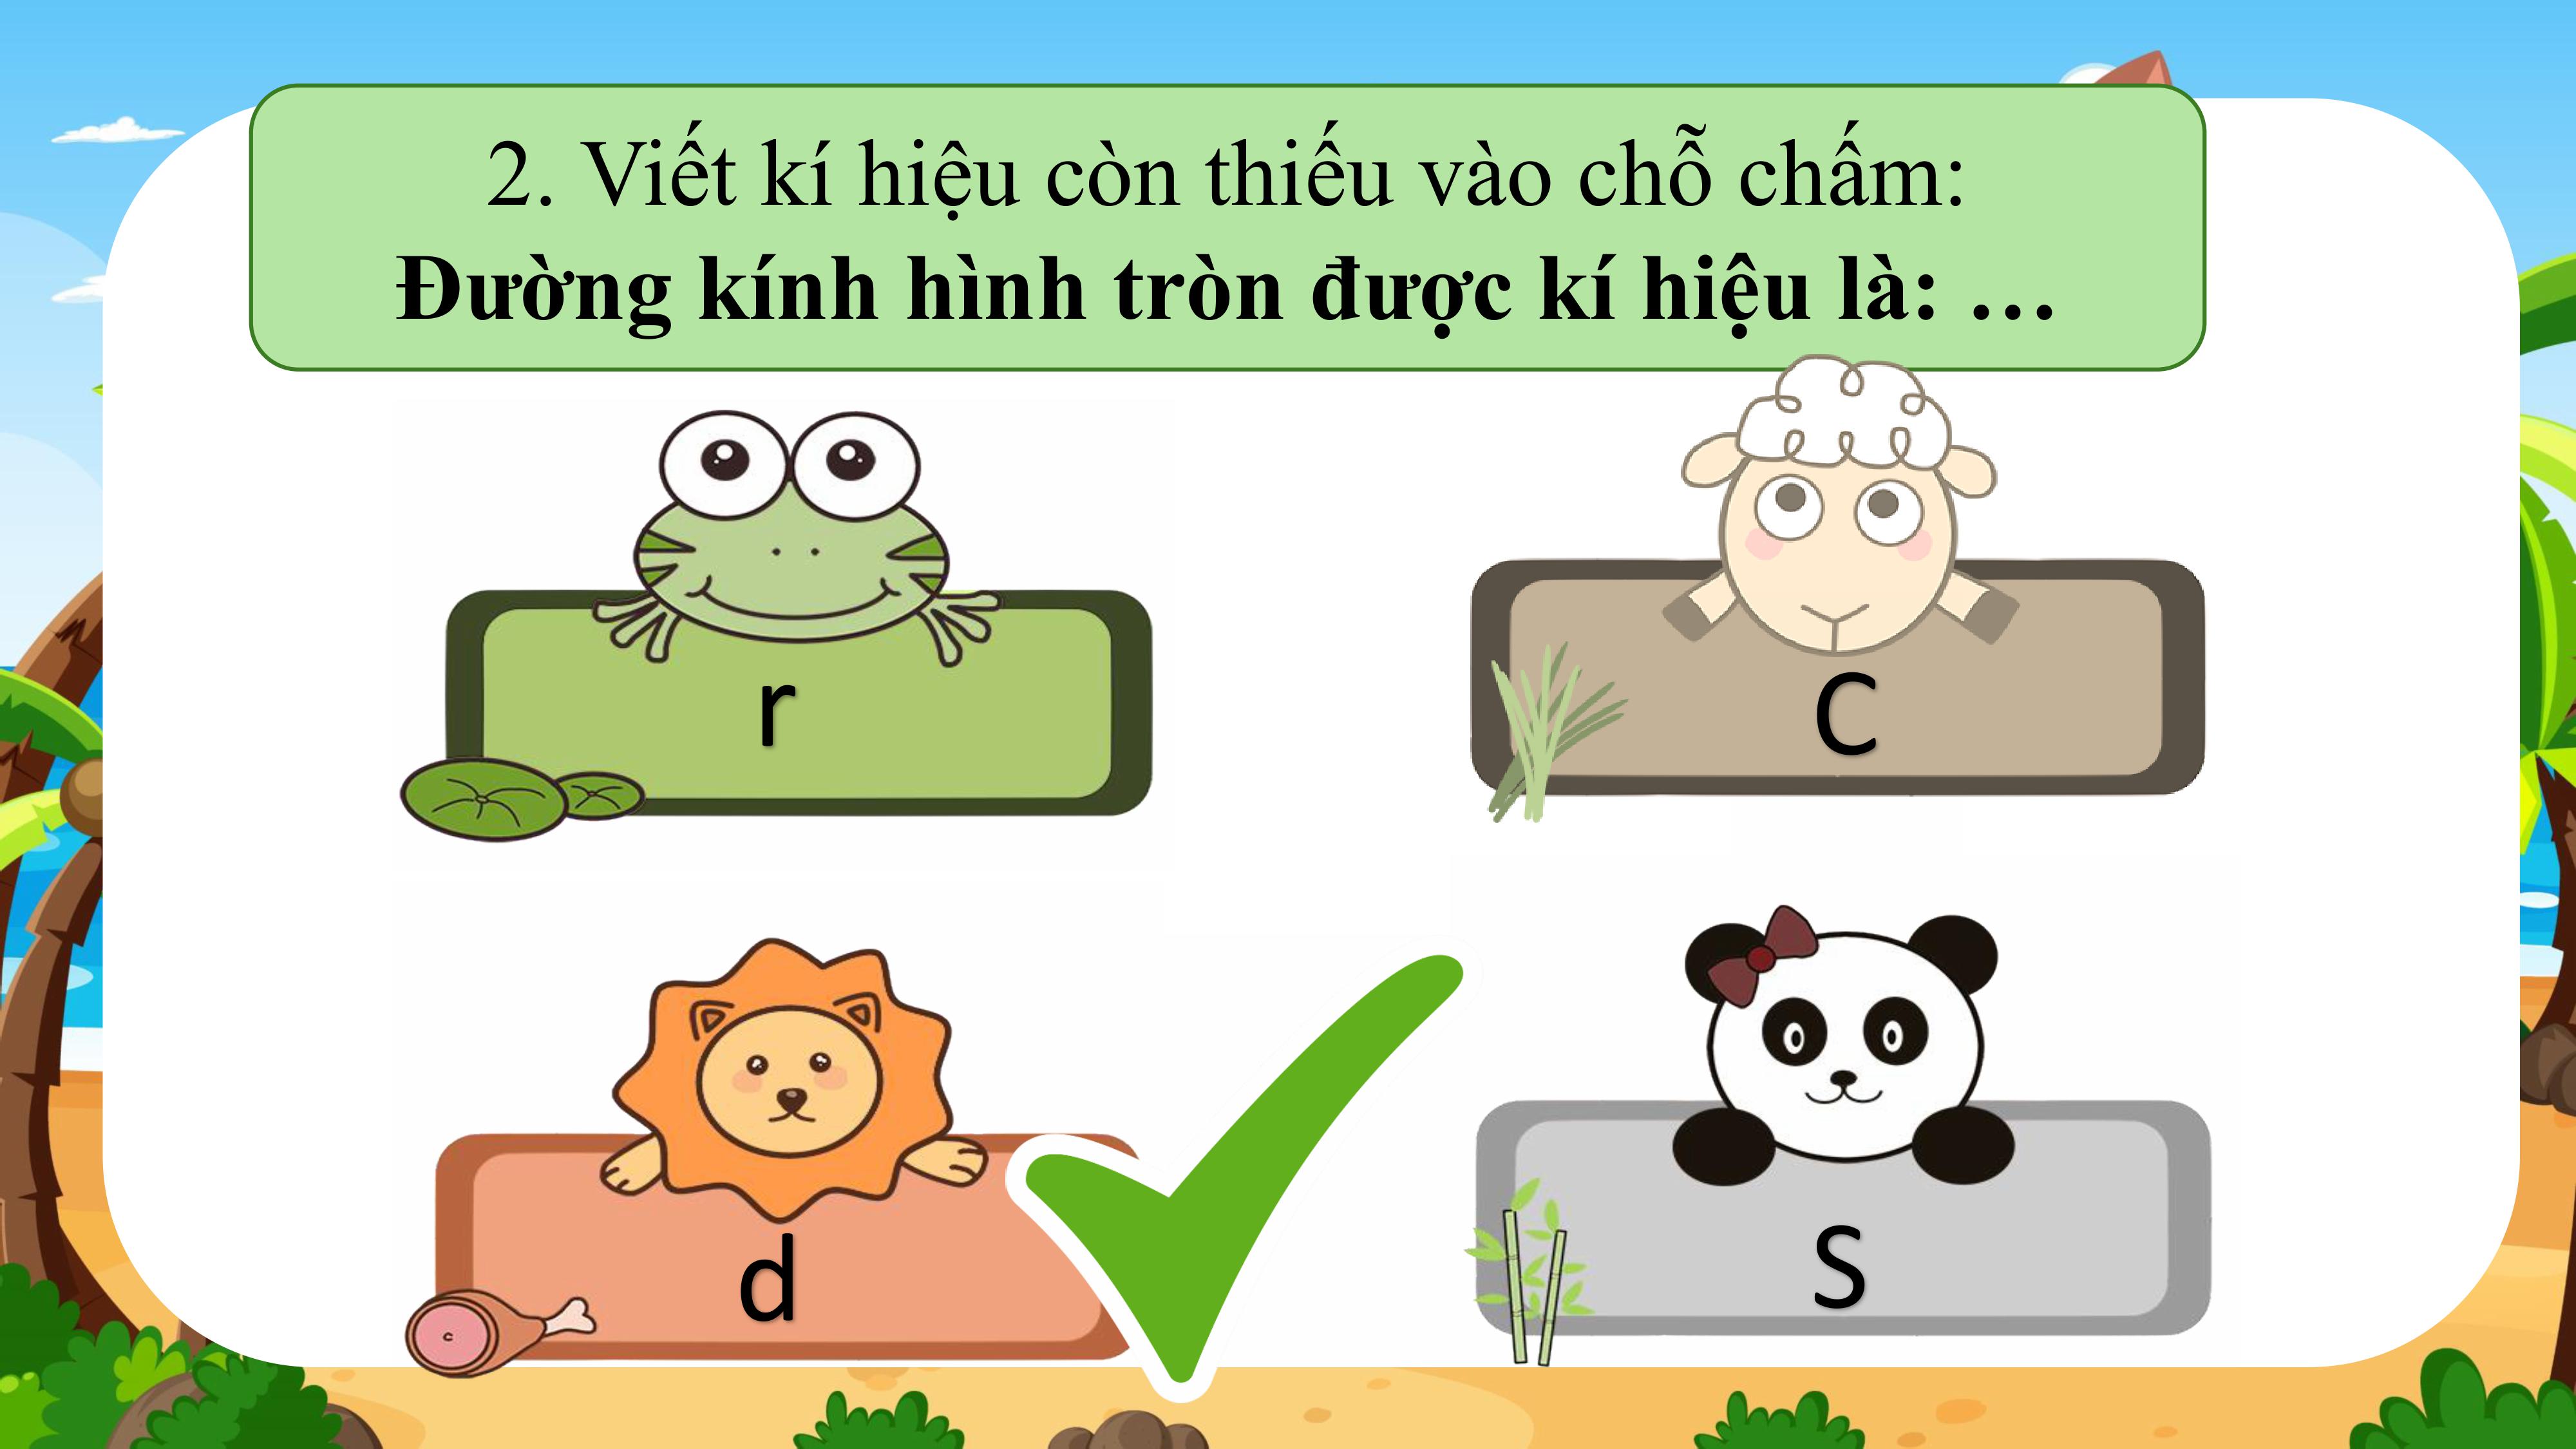 2. Viết kí hiệu còn thiếu vào chỗ chấm:
Đường kính hình tròn được kí hiệu là: …
r
C
d
S